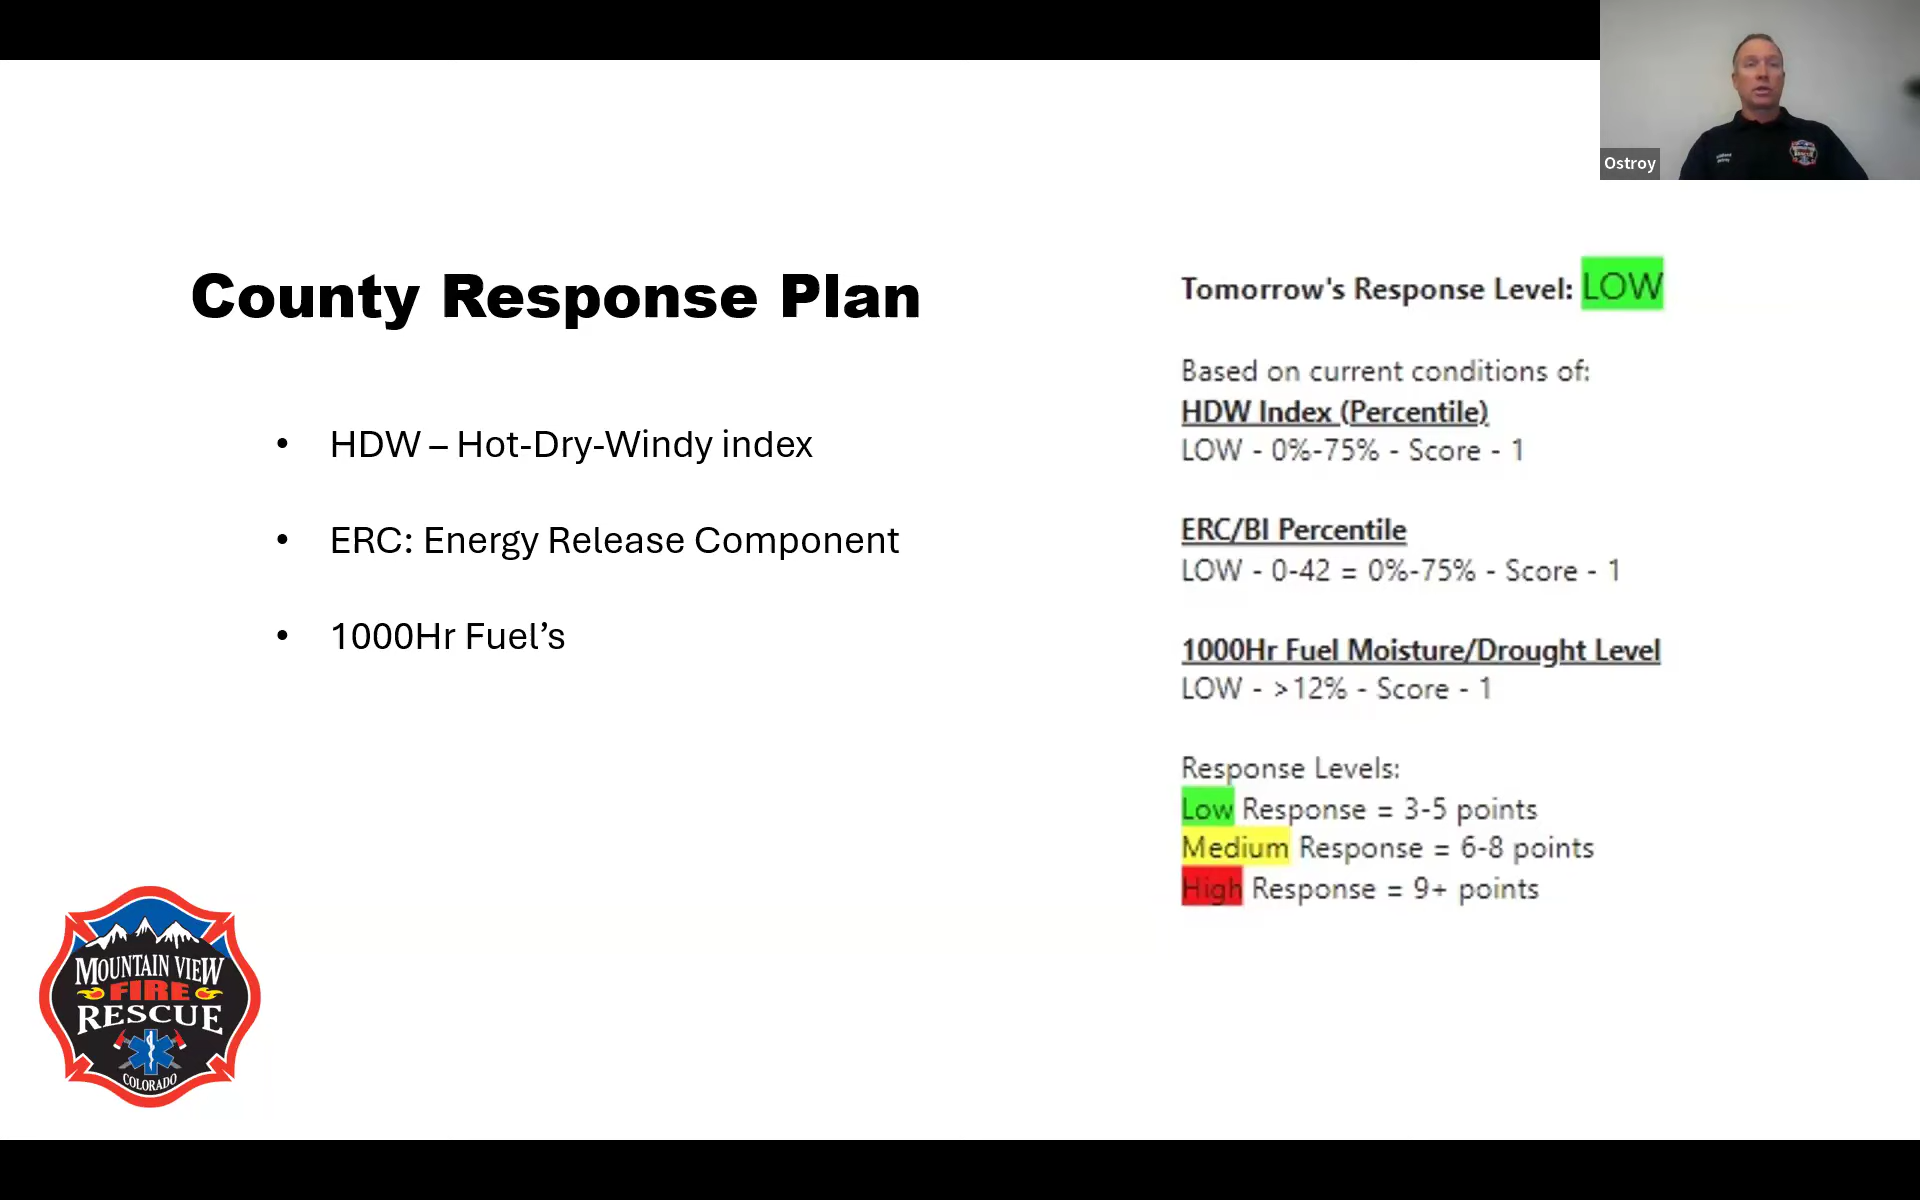 Ostroy
County Response Plan
• HDW – Hot-Dry-Windy index
• ERC: Energy Release Component
• 1000Hr Fuel’s
Tomorrow's Response Level: LOW
Based on current conditions of:
HDW Index (Percentile)
LOW - 0%-75% - Score - 1
ERC/BI Percentile
LOW - 0-42 = 0%-75% - Score - 1
1000Hr Fuel Moisture/Drought Level
LOW - >12% - Score - 1
Response Levels:
Low Response = 3-5 points
Medium Response = 6-8 points
High Response = 9+ points
MOUNTAIN VIEW
FIRE
RESCUE
COLORADO